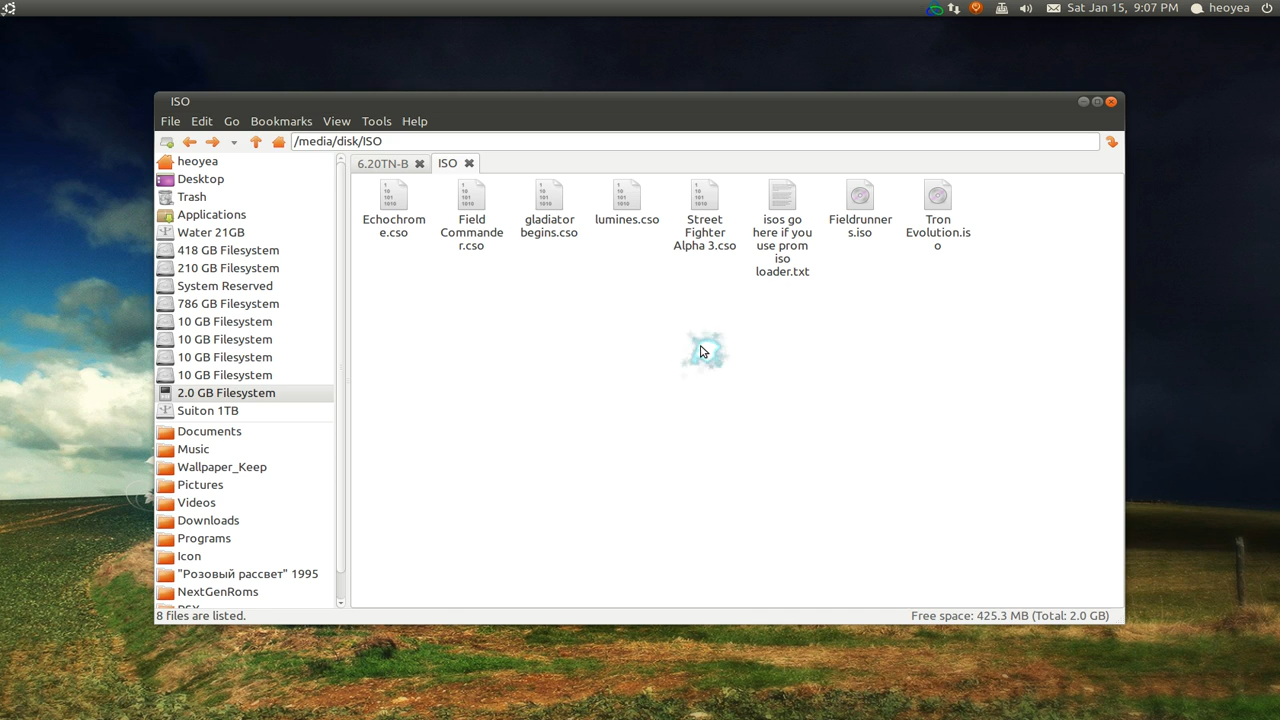 Sat Jan 15, 9:07 PM heoyea
ISO
File Edit Go Bookmarks View Tools Help
/media/disk/ISO
heoyea
Desktop
Trash
Applications
Water 21GB
418 GB Filesystem
210 GB Filesystem
System Reserved
786 GB Filesystem
10 GB Filesystem
10 GB Filesystem
10 GB Filesystem
10 GB Filesystem
2.0 GB Filesystem
Suiton 1TB
Documents
Music
Wallpaper_Keep
Pictures
Videos
Downloads
Programs
Icon
"Розовый рассвет" 1995
NextGenRoms
6.20TN-B ISO
Echochrom
e.cso
Field
Commande
r.cso
gladiator
begins.cso
lumines.cso
Street
Fighter
Alpha 3.cso
isos go
here if you
use prom
iso
loader.txt
Fieldrunner
s.iso
Tron
Evolution.is
o
8 files are listed.
Free space: 425.3 MB (Total: 2.0 GB)